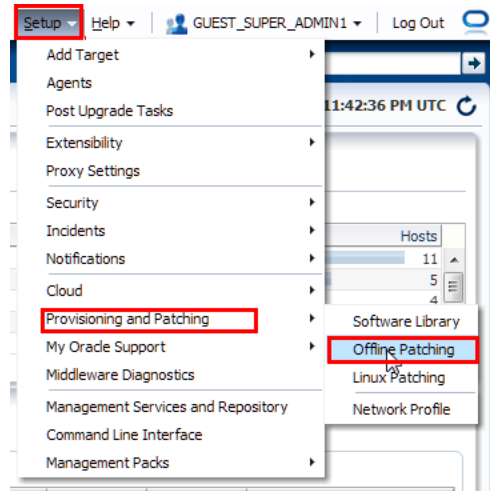 Setup Help GUEST_SUPER_ADMIN1 Log Out
Add Target
Agents
Post Upgrade Tasks
11:42:36 PM UTC
Extensibility
Proxy Settings
Security
Incidents
Hosts
Notifications
11
Cloud
5
4
Provisioning and Patching
Software Library
My Oracle Support
Offline Patching
Middleware Diagnostics
Linux Patching
Management Services and Repository
Network Profile
Command Line Interface
Management Packs